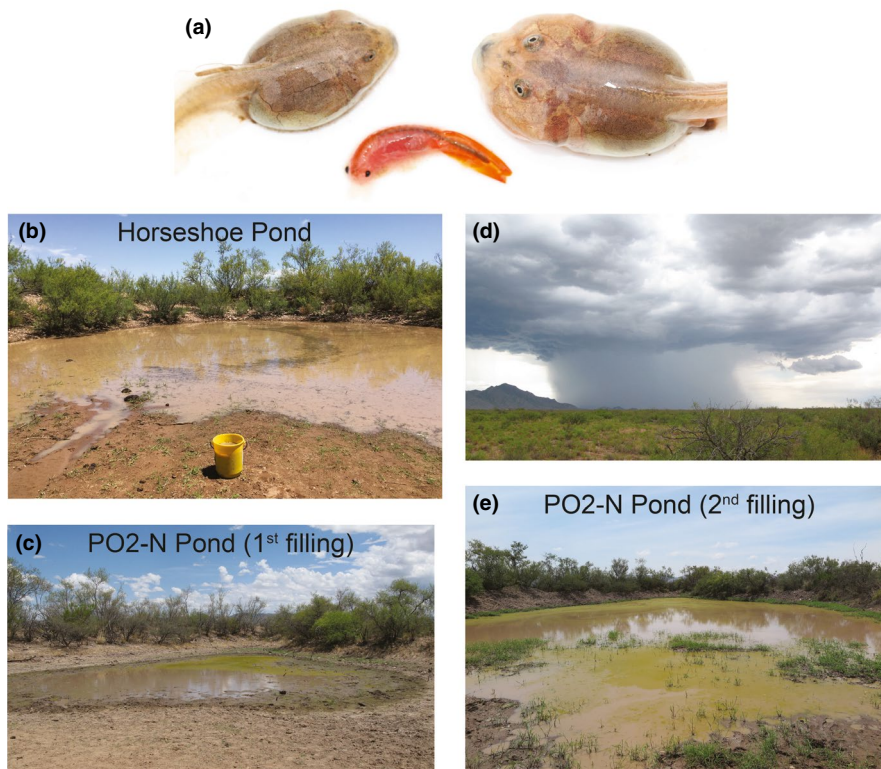 (a)
(b) Horseshoe Pond
(d)
(c) PO2-N Pond (1st filling)
(e) PO2-N Pond (2nd filling)